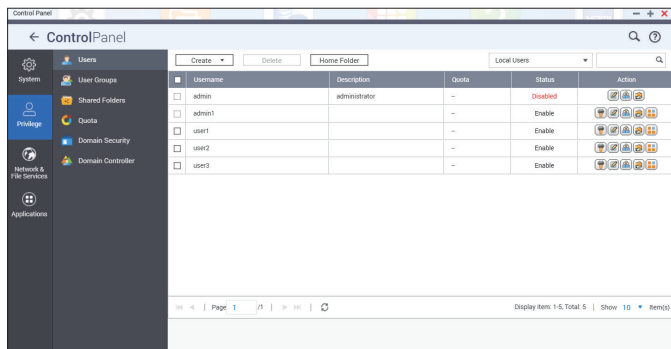 Control Panel
ControlPanel
System
Privilege
Network &
File Services
Applications
Users
User Groups
Shared Folders
Quota
Domain Security
Domain Controller
Create Delete Home Folder Local Users
Username Description Quota Status Action
admin administrator -- Disabled
admin1 -- Enable
user1 -- Enable
user2 -- Enable
user3 -- Enable
Page 1 /1 Display item: 1-5, Total: 5 | Show 10 Item(s)